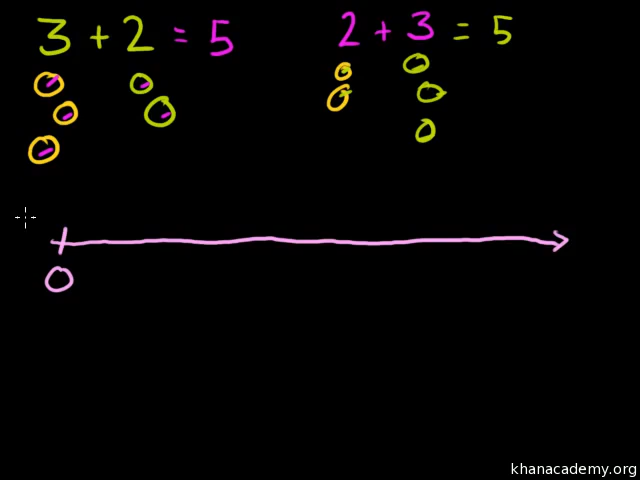 3 + 2 = 5
2 + 3 = 5
0
khanacademy.org